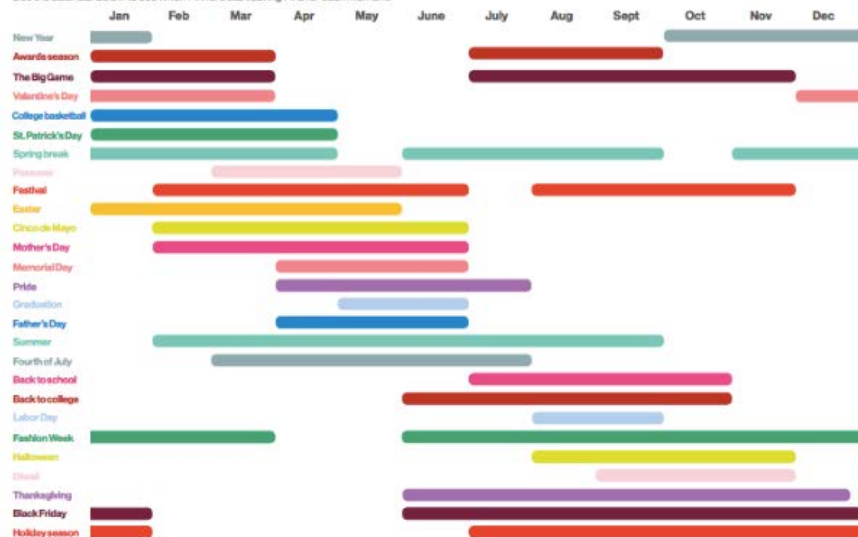 Jan Feb Mar Apr May June July Aug Sept Oct Nov Dec
New Year
Awards season
The Big Game
Valentine's Day
College basketball
St. Patrick's Day
Spring break
Passover
Festival
Easter
Cinco de Mayo
Mother's Day
Memorial Day
Pride
Graduation
Father's Day
Summer
Fourth of July
Back to school
Back to college
Labor Day
Fashion Week
Halloween
Diwali
Thanksgiving
Black Friday
Holiday season